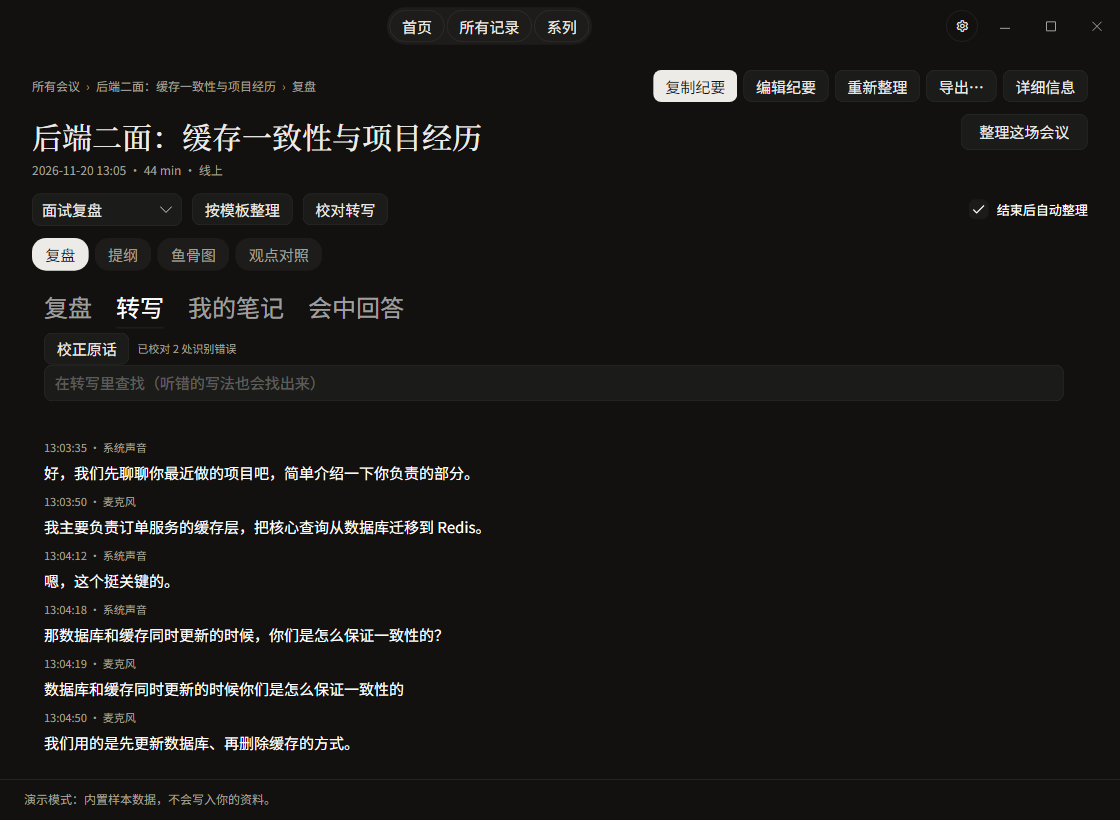 首页 所有记录 系列
所有会议 › 后端二面：缓存一致性与项目经历 › 复盘
复制纪要 编辑纪要 重新整理 导出… 详细信息
后端二面：缓存一致性与项目经历
整理这场会议
2026-11-20 13:05 · 44 min · 线上
面试复盘 按模板整理 校对转写
结束后自动整理
复盘 提纲 鱼骨图 观点对照
复盘 转写 我的笔记 会中回答
校正原话 已校对 2 处识别错误
在转写里查找（听错的写法也会找出来）
13:03:35 · 系统声音
好，我们先聊聊你最近做的项目吧，简单介绍一下你负责的部分。
13:03:50 · 麦克风
我主要负责订单服务的缓存层，把核心查询从数据库迁移到 Redis。
13:04:12 · 系统声音
嗯，这个挺关键的。
13:04:18 · 系统声音
那数据库和缓存同时更新的时候，你们是怎么保证一致性的？
13:04:19 · 麦克风
数据库和缓存同时更新的时候你们是怎么保证一致性的
13:04:50 · 麦克风
我们用的是先更新数据库、再删除缓存的方式。
演示模式：内置样本数据，不会写入你的资料。